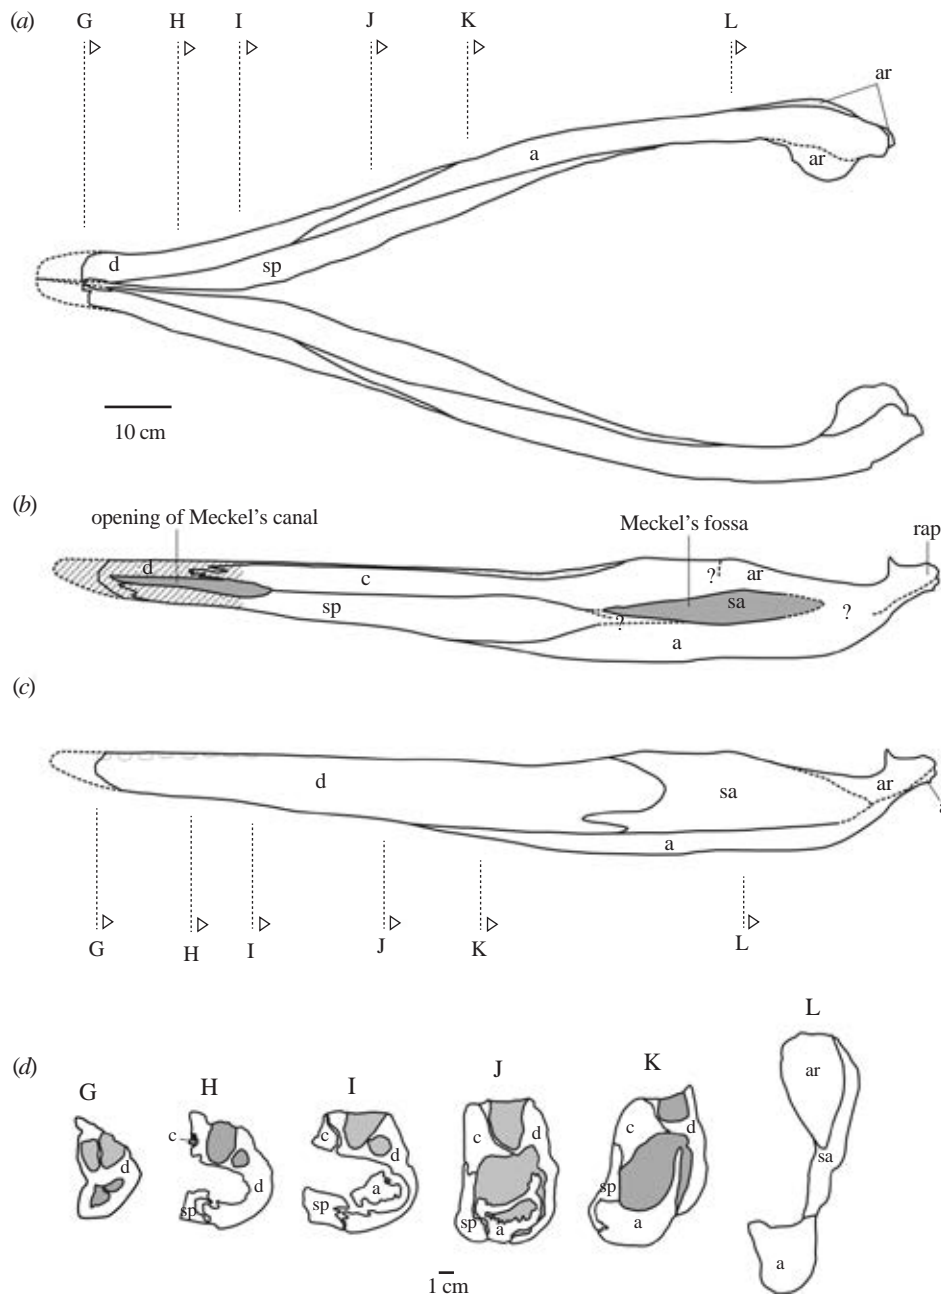 (a) G H I J K L
ar
a
ar
d
sp
10 cm
(b)
opening of Meckel's canal Meckel's fossa rap
d c ? ar
sa
sp ? ?
a
(c)
d sa ar
a
G H I J K L
(d) G H I J K L
c d
d
sp
c d
a
sp
c d
sp a
c d
sp
a
ar
sa
a
1 cm